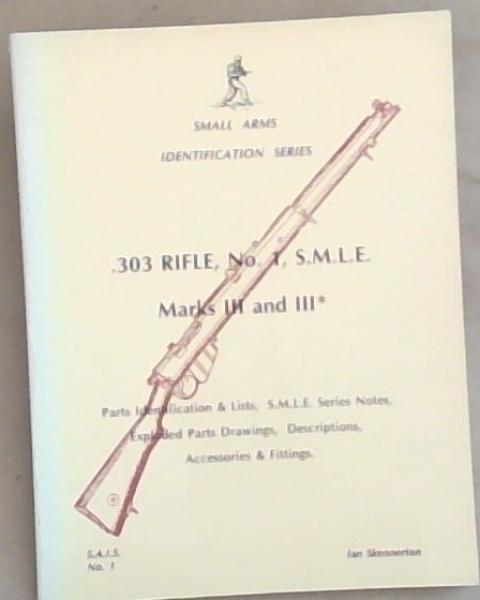 SMALL ARMS
IDENTIFICATION SERIES
.303 RIFLE, No. 1, S.M.L.E.
Marks III and III*
Parts Identification & Lists, S.M.L.E. Series Notes,
Exploded Parts Drawings, Descriptions,
Accessories & Fittings.
S.A.I.S.
No. 1
Ian Skennerton